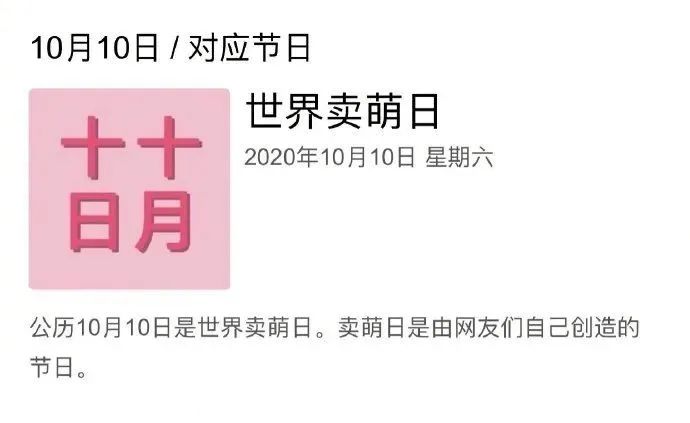 10月10日 / 对应节日
十十
日月
世界卖萌日
2020年10月10日 星期六
公历10月10日是世界卖萌日。卖萌日是由网友们自己创造的
节日。